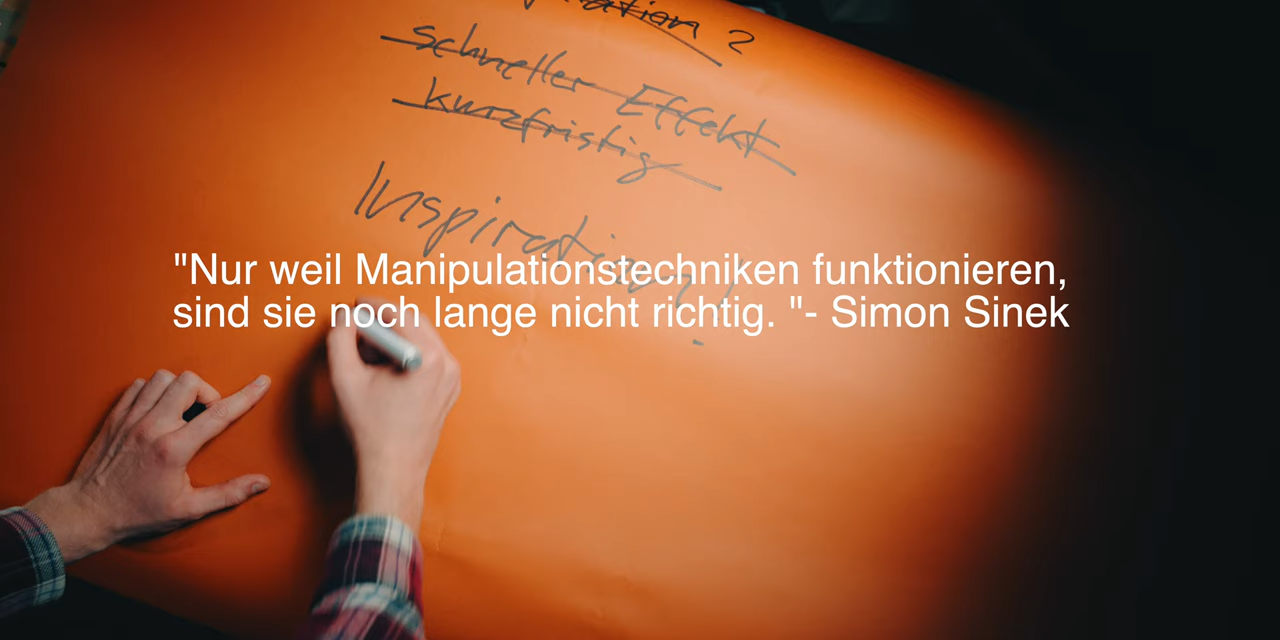 ?
schneller Effekt
kurzfristig
Inspiration!
"Nur weil Manipulationstechniken funktionieren,
sind sie noch lange nicht richtig. "- Simon Sinek